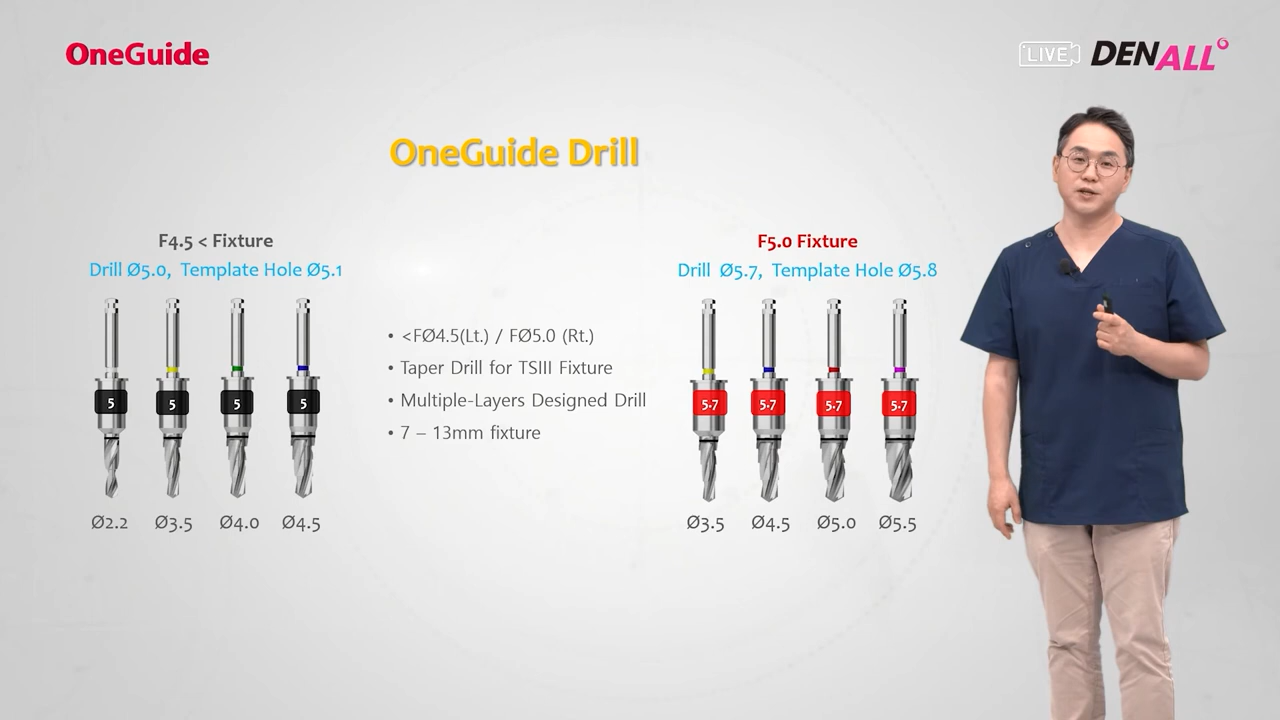 OneGuide
LIVE
DENALL
OneGuide Drill
F4.5 < Fixture
Drill Ø5.0, Template Hole Ø5.1
5 5 5 5
Ø2.2 Ø3.5 Ø4.0 Ø4.5
• <FØ4.5(Lt.) / FØ5.0 (Rt.)
• Taper Drill for TSIII Fixture
• Multiple-Layers Designed Drill
• 7 – 13mm fixture
F5.0 Fixture
Drill Ø5.7, Template Hole Ø5.8
5.7 5.7 5.7 5.7
Ø3.5 Ø4.5 Ø5.0 Ø5.5